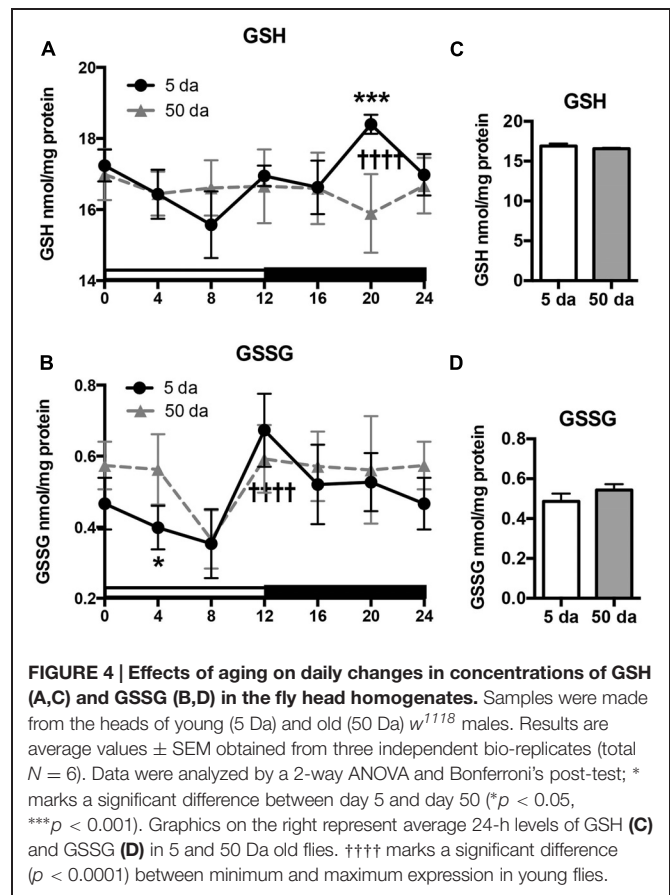 A
GSH
20
18
16
14
GSH nmol/mg protein
5 da
50 da
***
††††
0 4 8 12 16 20 24
C
GSH
20
15
10
5
0
GSH nmol/mg protein
5 da 50 da
B
GSSG
0.8
0.6
0.4
0.2
GSSG nmol/mg protein
5 da
50 da
††††
*
0 4 8 12 16 20 24
D
GSSG
0.8
0.6
0.4
0.2
0.0
GSSG nmol/mg protein
5 da 50 da
FIGURE 4 | Effects of aging on daily changes in concentrations of GSH
(A,C) and GSSG (B,D) in the fly head homogenates. Samples were made
from the heads of young (5 Da) and old (50 Da) w¹¹¹⁸ males. Results are
average values ± SEM obtained from three independent bio-replicates (total
N = 6). Data were analyzed by a 2-way ANOVA and Bonferroni's post-test; *
marks a significant difference between day 5 and day 50 (*p < 0.05,
***p < 0.001). Graphics on the right represent average 24-h levels of GSH (C)
and GSSG (D) in 5 and 50 Da old flies. †††† marks a significant difference
(p < 0.0001) between minimum and maximum expression in young flies.